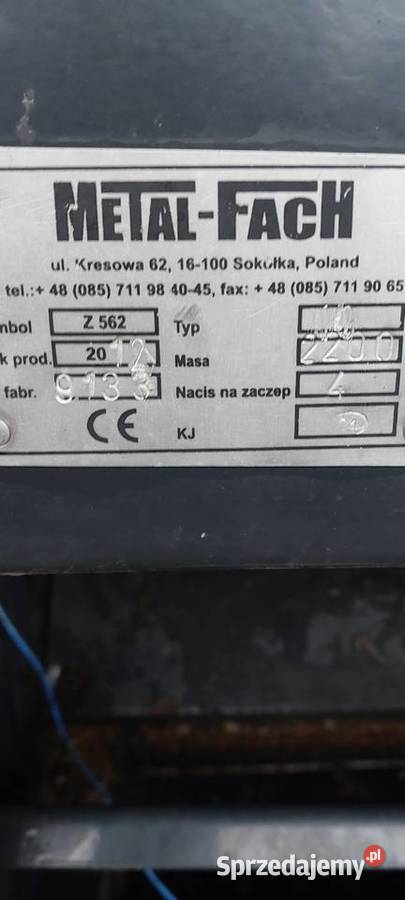 METAL-FACH
ul. Kresowa 62, 16-100 Sokółka, Poland
tel.:+ 48 (085) 711 98 40-45, fax: + 48 (085) 711 90 65
mbol Z 562 Typ
k prod. 2012 Masa 2200
fabr. 9133 Nacis na zaczep 4
CE KJ
Sprzedajemy.pl